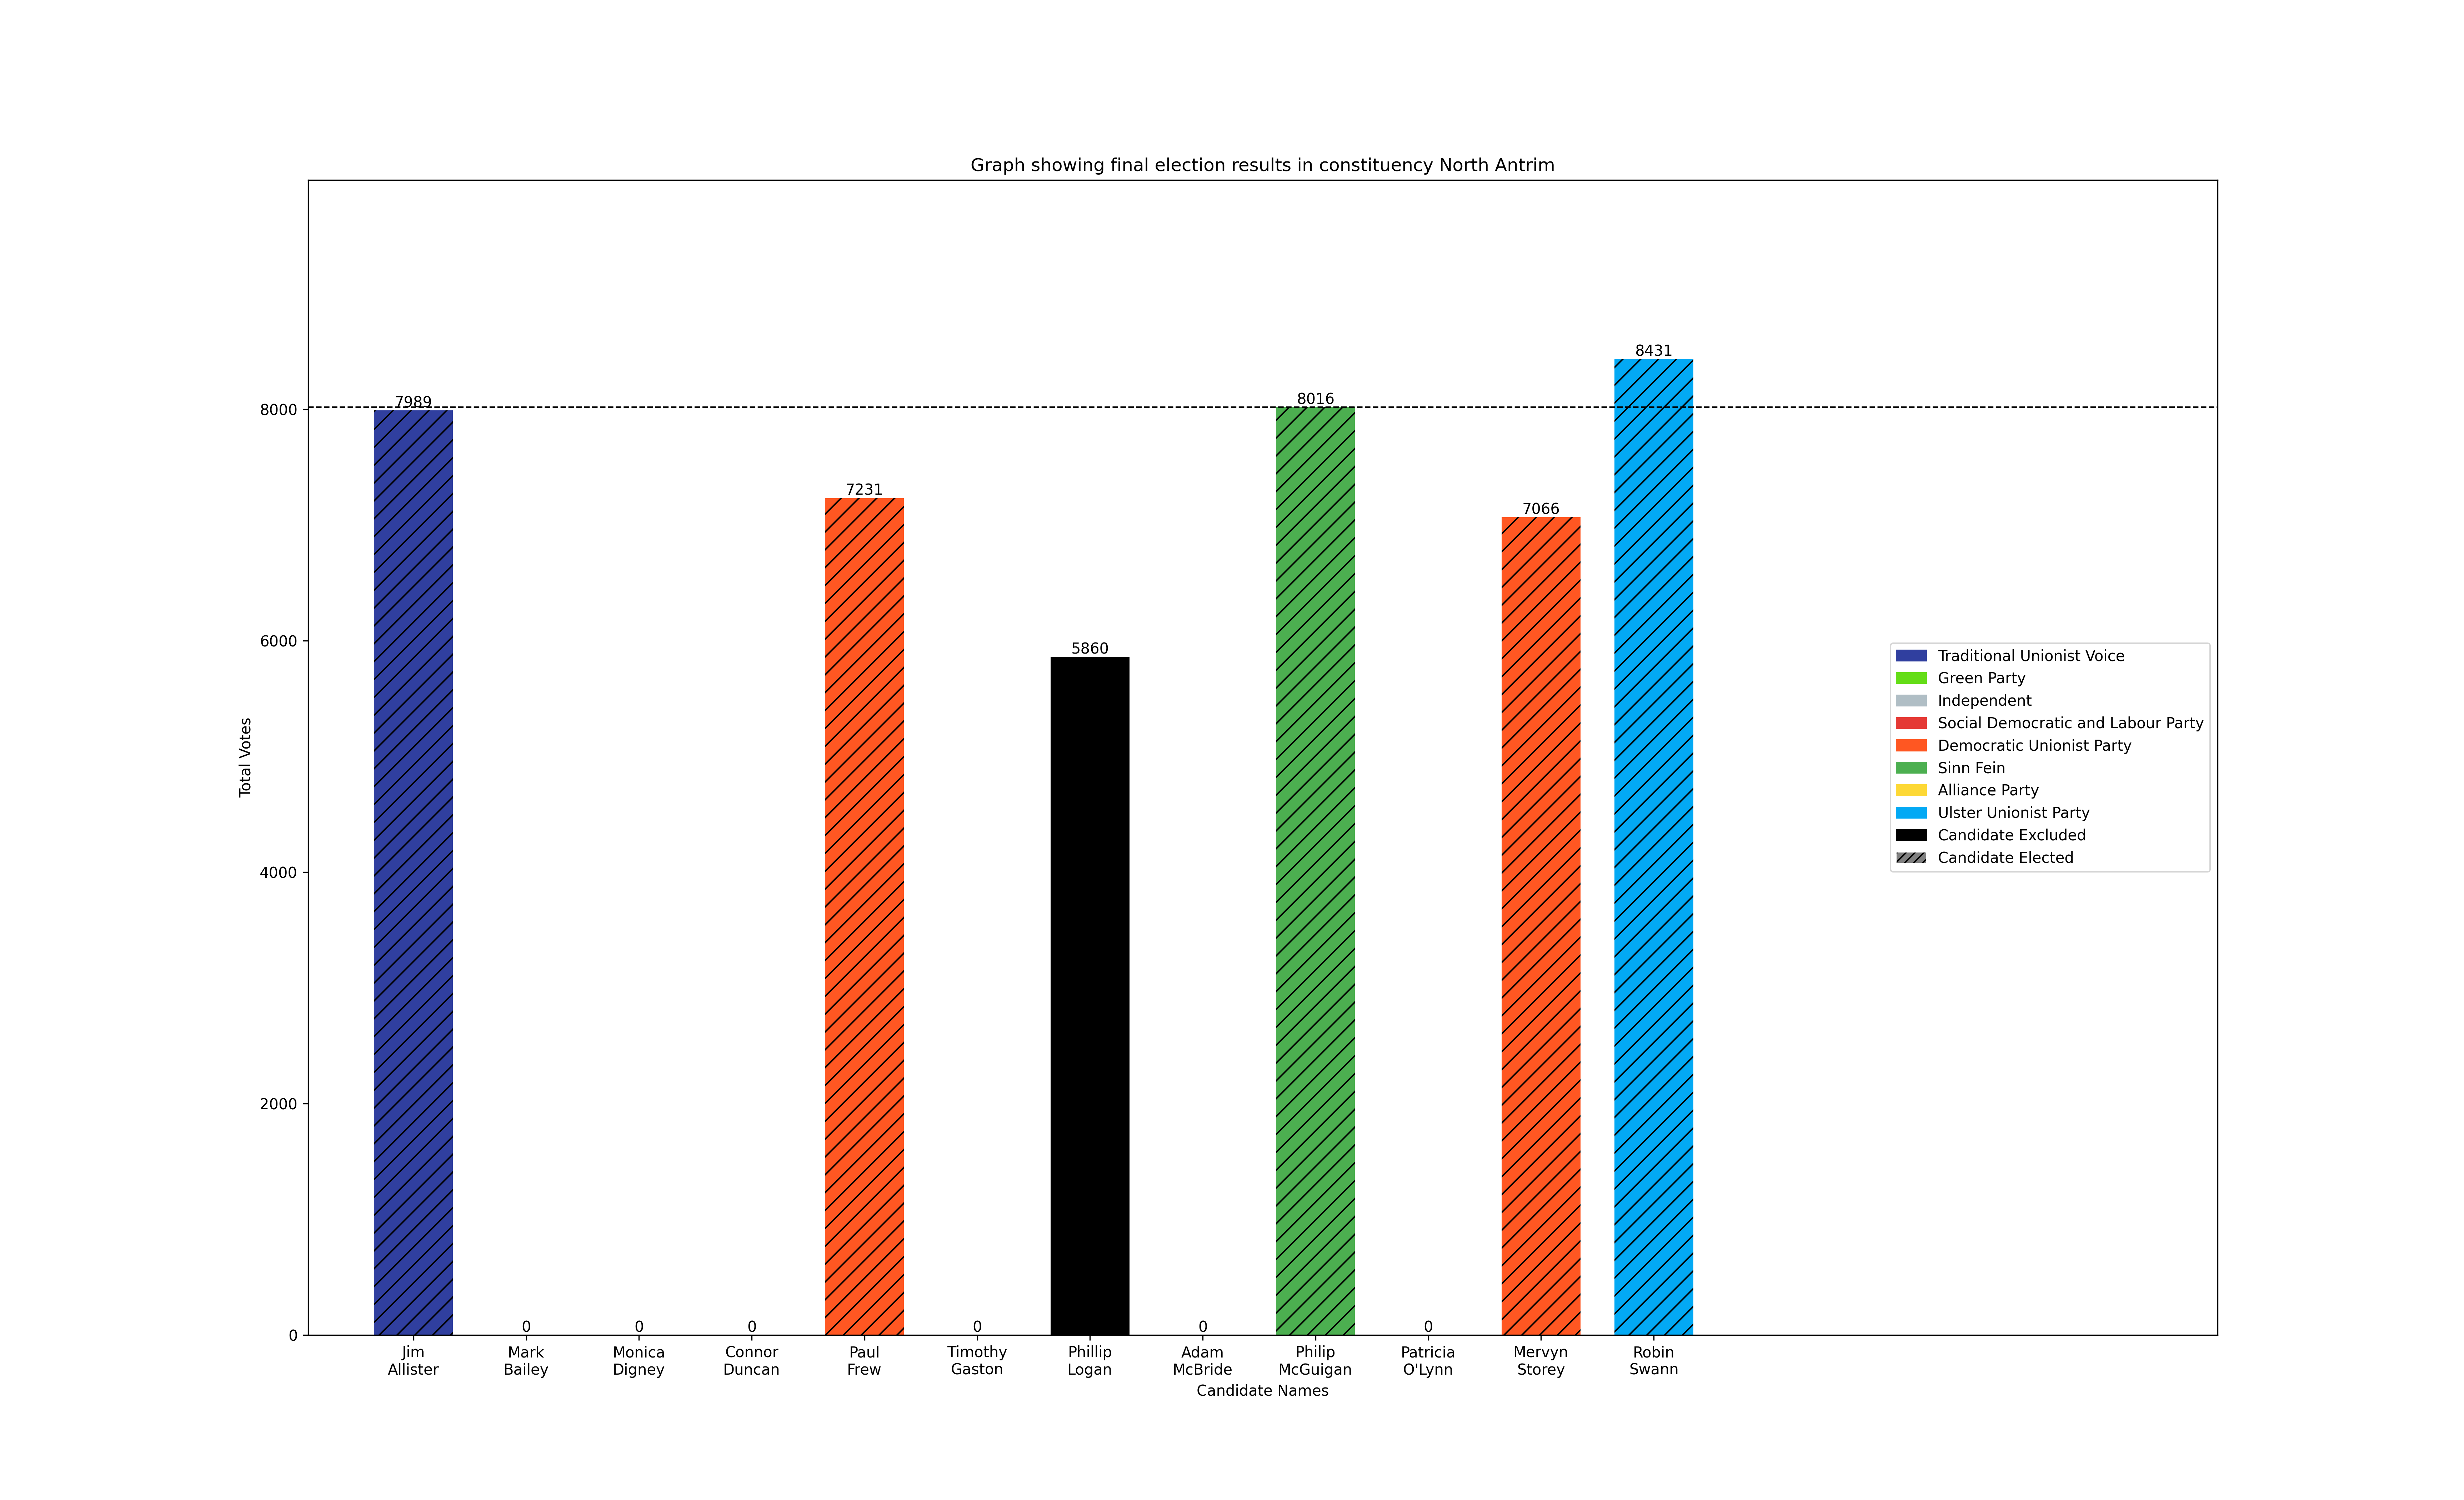 Graph showing final election results in constituency North Antrim
Total Votes
8000
6000
4000
2000
0
7989
0
0
0
7231
0
5860
0
8016
0
7066
8431
Jim
Allister
Mark
Bailey
Monica
Digney
Connor
Duncan
Paul
Frew
Timothy
Gaston
Phillip
Logan
Adam
McBride
Philip
McGuigan
Patricia
O'Lynn
Mervyn
Storey
Robin
Swann
Candidate Names
Traditional Unionist Voice
Green Party
Independent
Social Democratic and Labour Party
Democratic Unionist Party
Sinn Fein
Alliance Party
Ulster Unionist Party
Candidate Excluded
Candidate Elected